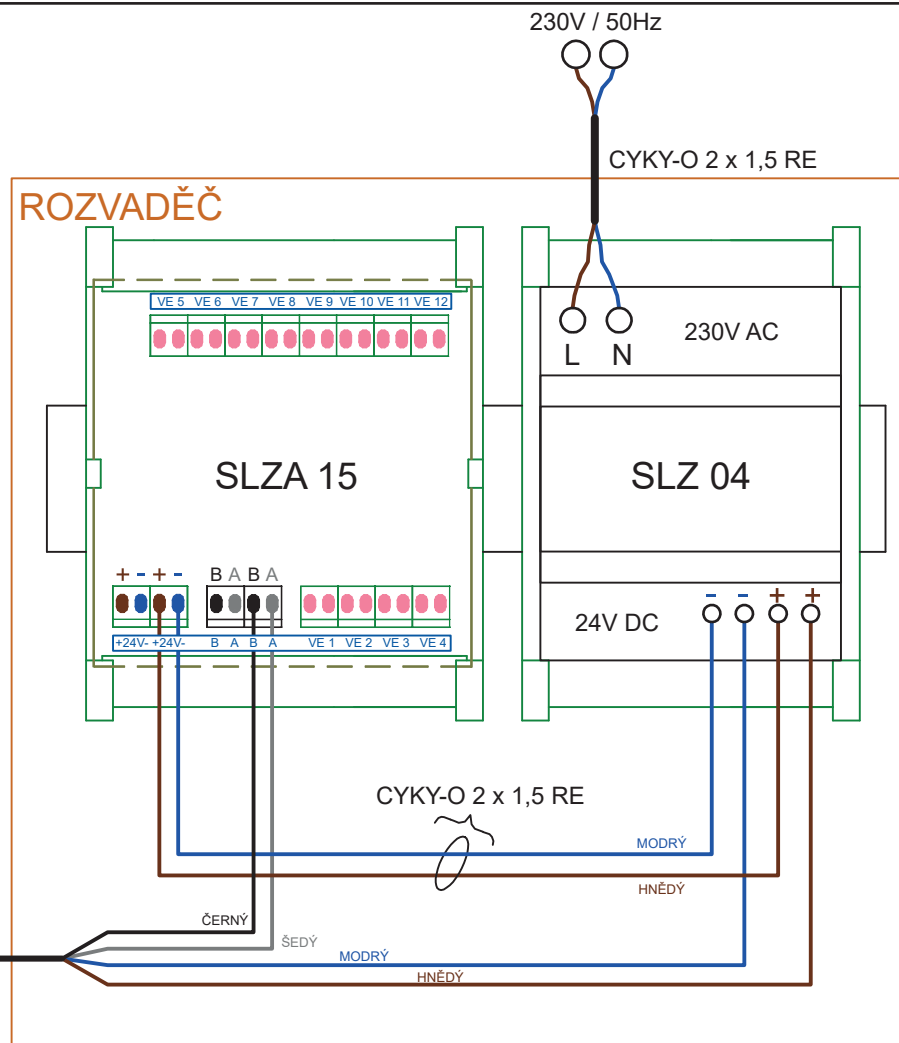 230V / 50Hz
CYKY-O 2 x 1,5 RE
ROZVADĚČ
VE 5 VE 6 VE 7 VE 8 VE 9 VE 10 VE 11 VE 12
L N
230V AC
SLZA 15
SLZ 04
+ - + -
B A B A
- - + +
24V DC
+24V- +24V- B A B A VE 1 VE 2 VE 3 VE 4
CYKY-O 2 x 1,5 RE
MODRÝ
HNĚDÝ
ČERNÝ
ŠEDÝ
MODRÝ
HNĚDÝ